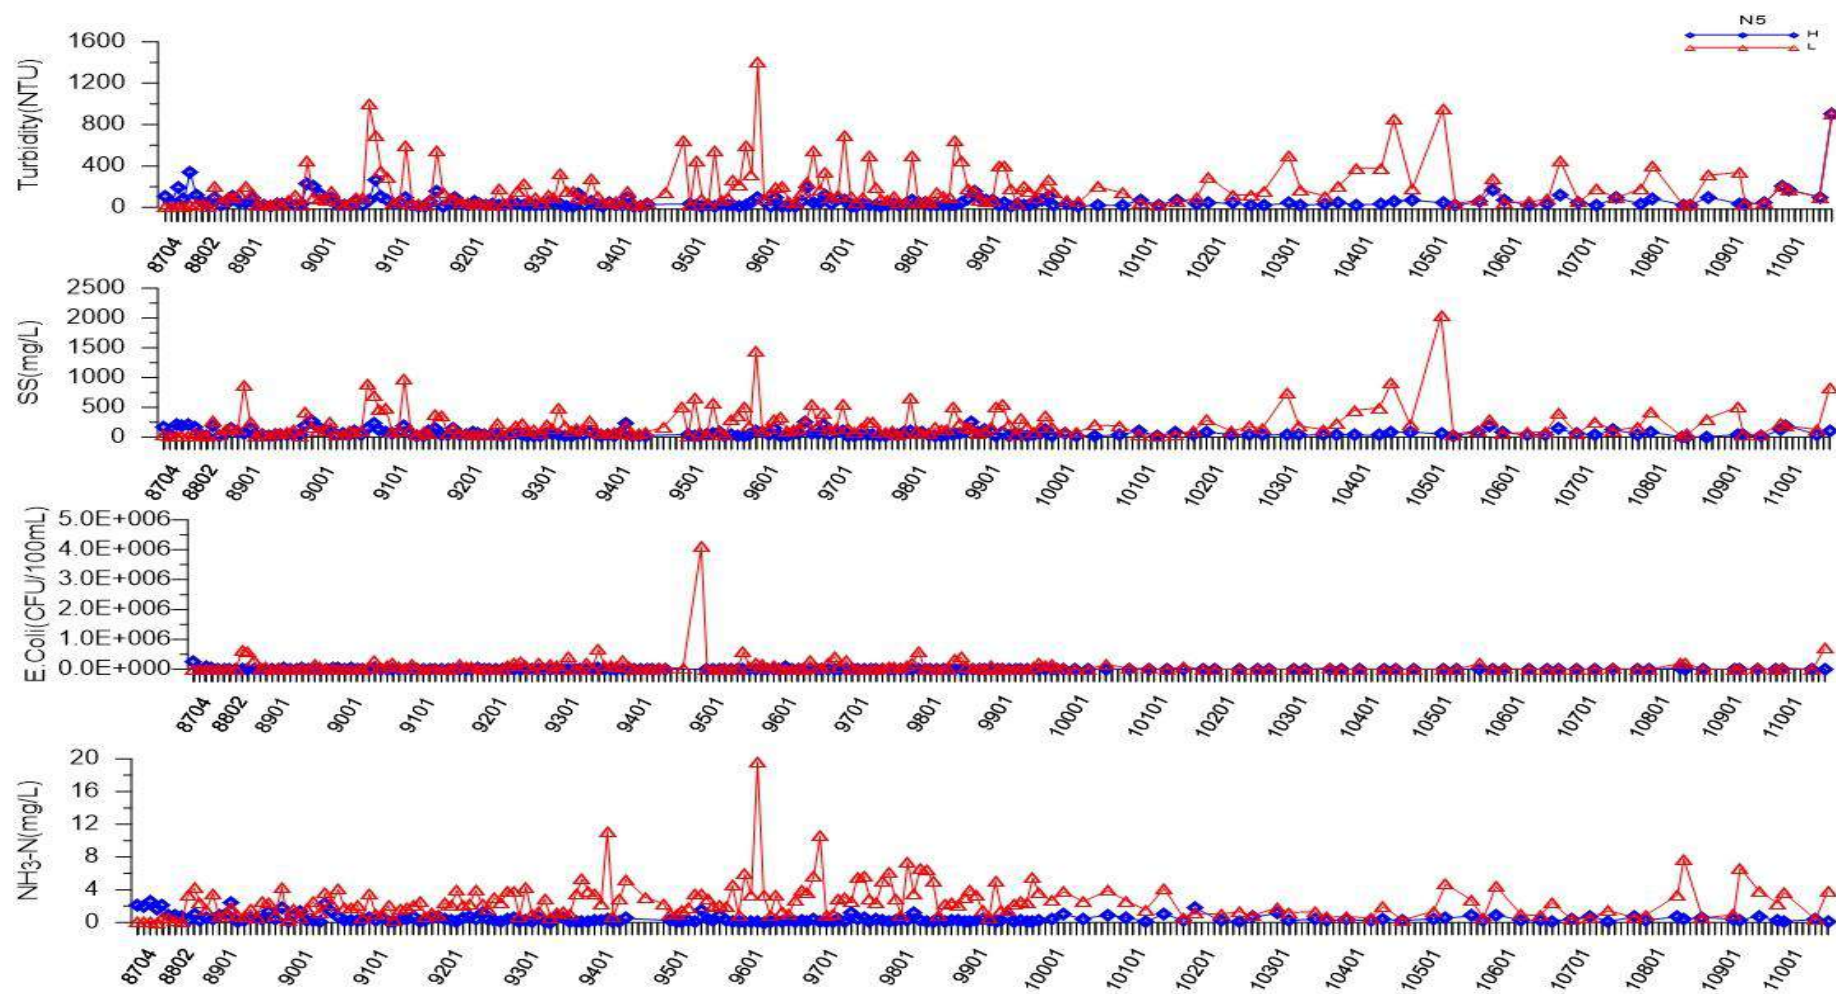 N5
H
L
Turbidity(NTU)
1600
1200
800
400
0
8704 8802 8901 9001 9101 9201 9301 9401 9501 9601 9701 9801 9901 10001 10101 10201 10301 10401 10501 10601 10701 10801 10901 11001
SS(mg/L)
2500
2000
1500
1000
500
0
8704 8802 8901 9001 9101 9201 9301 9401 9501 9601 9701 9801 9901 10001 10101 10201 10301 10401 10501 10601 10701 10801 10901 11001
E.Coli(CFU/100mL)
5.0E+006
4.0E+006
3.0E+006
2.0E+006
1.0E+006
0.0E+000
8704 8802 8901 9001 9101 9201 9301 9401 9501 9601 9701 9801 9901 10001 10101 10201 10301 10401 10501 10601 10701 10801 10901 11001
NH3-N(mg/L)
20
16
12
8
4
0
8704 8802 8901 9001 9101 9201 9301 9401 9501 9601 9701 9801 9901 10001 10101 10201 10301 10401 10501 10601 10701 10801 10901 11001